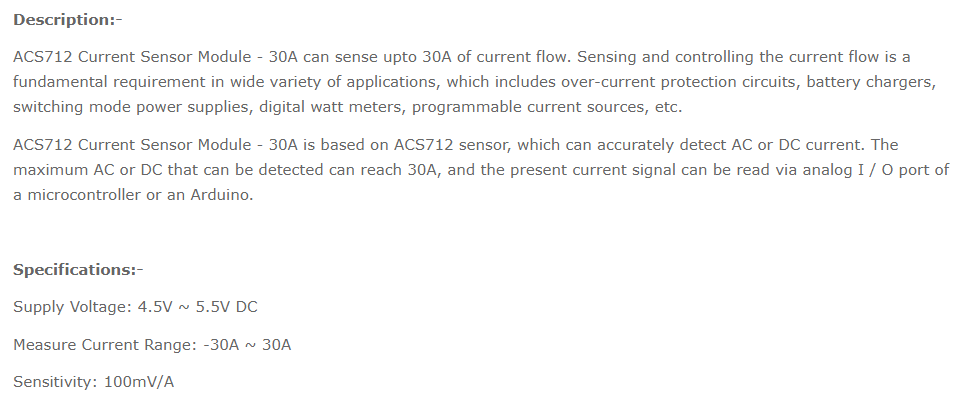 Description:-
ACS712 Current Sensor Module - 30A can sense upto 30A of current flow. Sensing and controlling the current flow is a
fundamental requirement in wide variety of applications, which includes over-current protection circuits, battery chargers,
switching mode power supplies, digital watt meters, programmable current sources, etc.
ACS712 Current Sensor Module - 30A is based on ACS712 sensor, which can accurately detect AC or DC current. The
maximum AC or DC that can be detected can reach 30A, and the present current signal can be read via analog I / O port of
a microcontroller or an Arduino.
Specifications:-
Supply Voltage: 4.5V ~ 5.5V DC
Measure Current Range: -30A ~ 30A
Sensitivity: 100mV/A